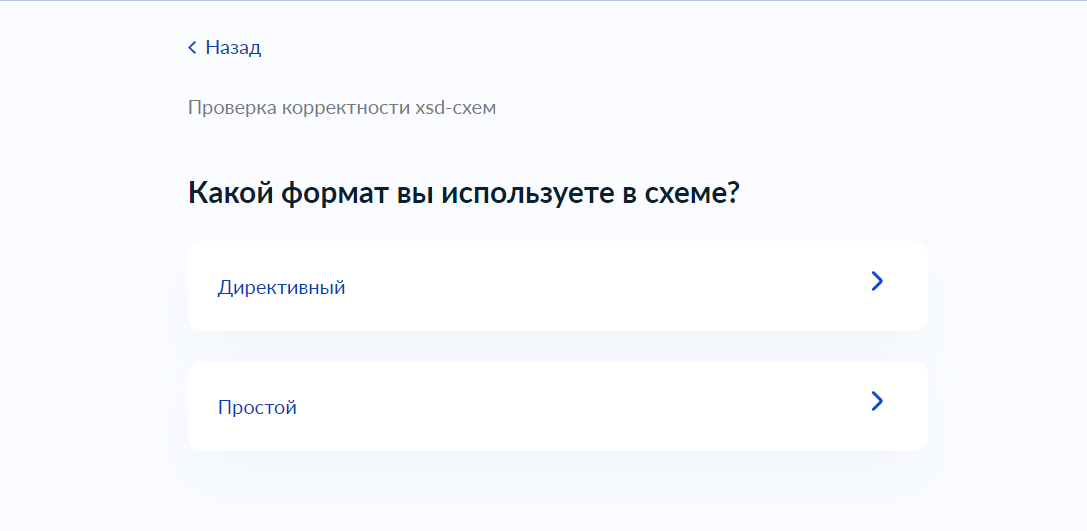 Назад
Проверка корректности xsd-схем
Какой формат вы используете в схеме?
Директивный
Простой